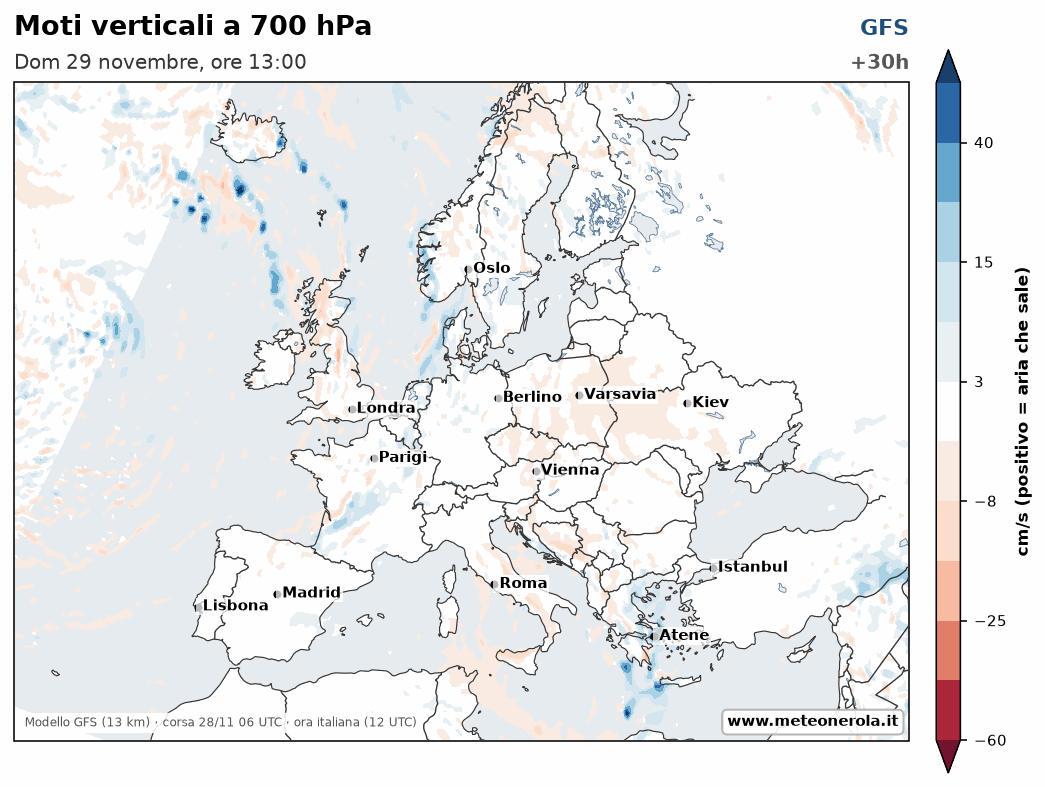 Moti verticali a 700 hPa
GFS
Dom 29 novembre, ore 13:00
+30h
40
15
3
−8
−25
−60
cm/s (positivo = aria che sale)
Oslo
Berlino
Varsavia
Kiev
Londra
Parigi
Vienna
Istanbul
Roma
Madrid
Lisbona
Atene
Modello GFS (13 km) · corsa 28/11 06 UTC · ora italiana (12 UTC)
www.meteonerola.it